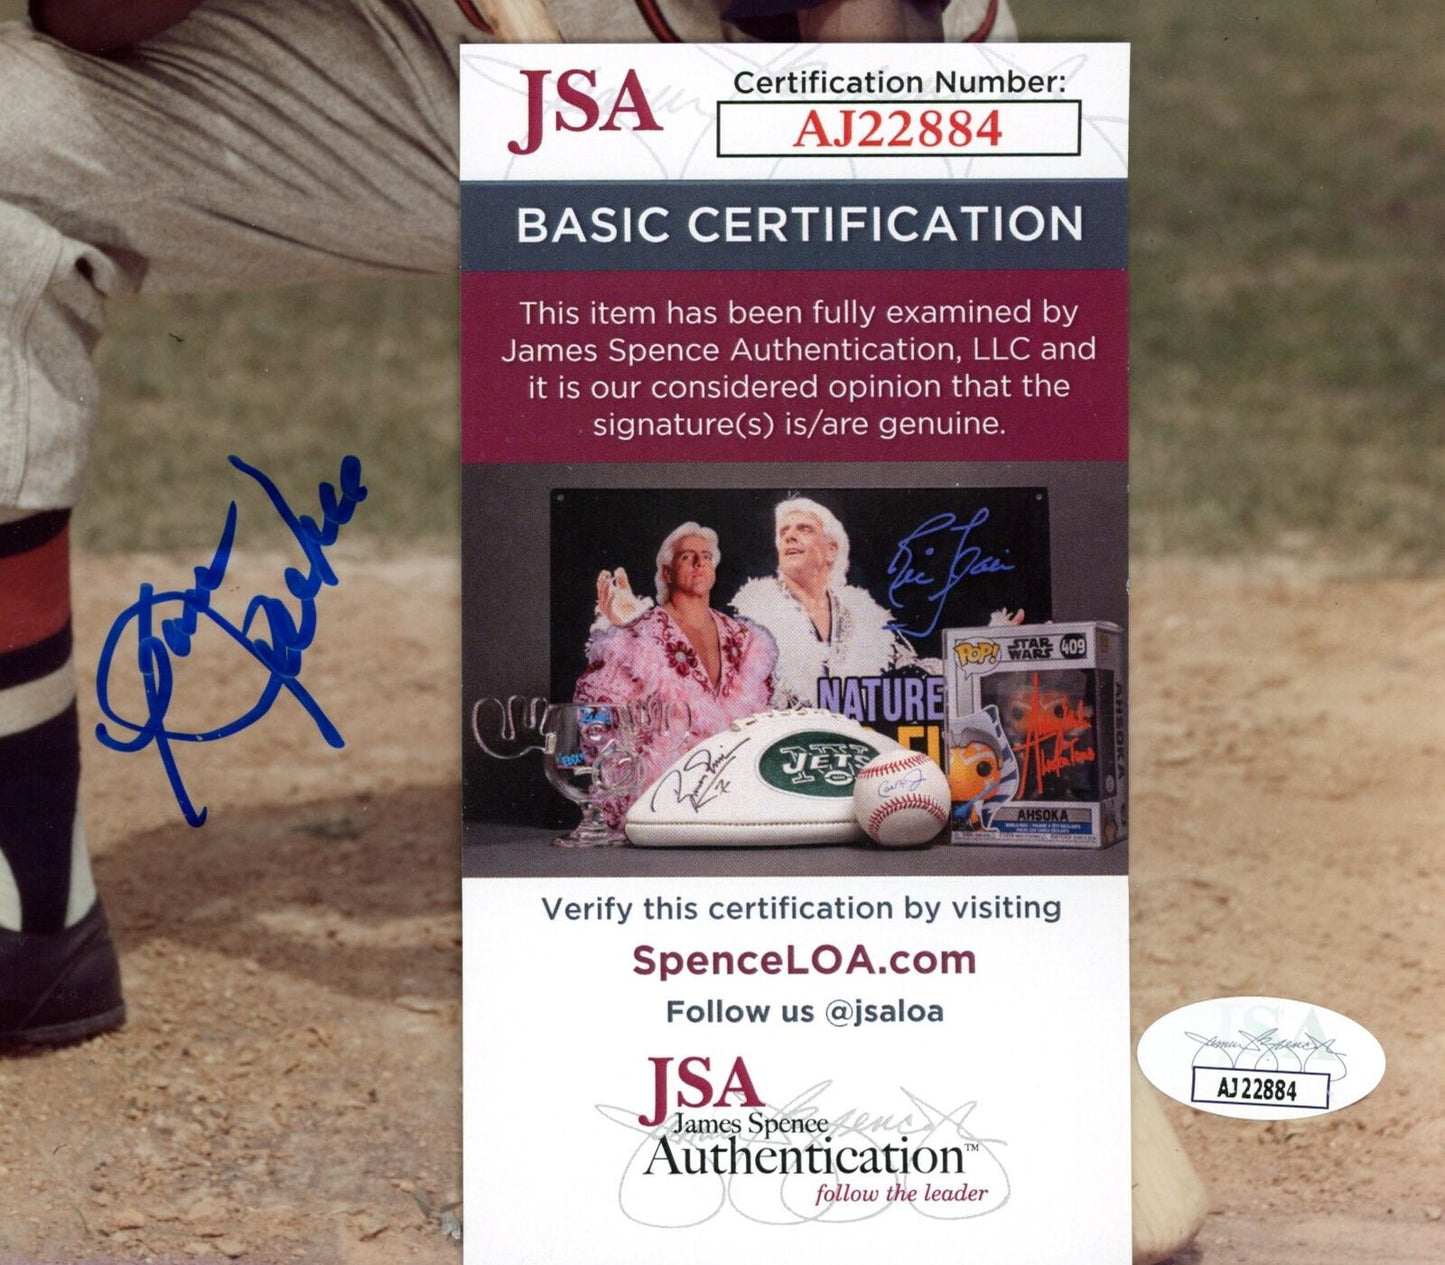 JSA
Certification Number:
AJ22884
BASIC CERTIFICATION
This item has been fully examined by
James Spence Authentication, LLC and
it is our considered opinion that the
signature(s) is/are genuine.
NATURE
JETS
POP!
STAR
WARS
409
AHSOKA
AHSOKA
Verify this certification by visiting
SpenceLOA.com
Follow us @jsaloa
JSA
James Spence
Authentication™
follow the leader
JSA
AJ22884